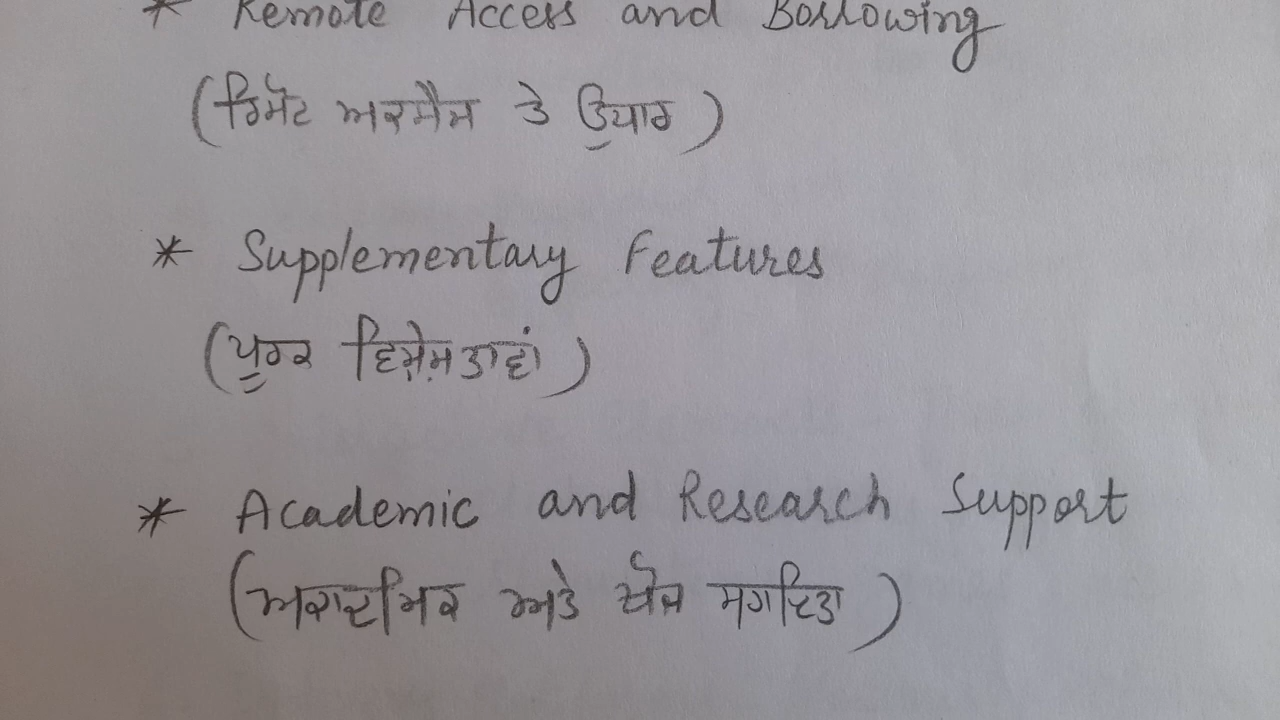 * Remote Access and Borrowing
(ਰਿਮੋਟ ਅਕਸੈਸ ਤੇ ਉਧਾਰ)
* Supplementary Features
(ਪੂਰਕ ਵਿਸ਼ੇਸ਼ਤਾਵਾਂ)
* Academic and Research Support
(ਅਕਾਦਮਿਕ ਅਤੇ ਖੋਜ ਸਹਾਇਤਾ)